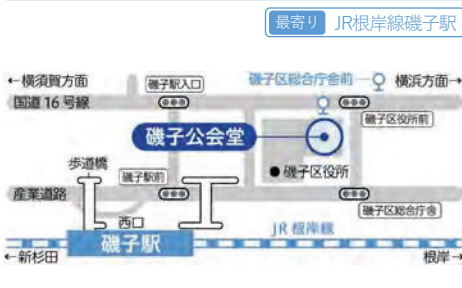 最寄り JR根岸線磯子駅
←横須賀方面
磯子駅入口
磯子区総合庁舎前
横浜方面→
国道16号線
磯子区役所前
磯子公会堂
●磯子区役所
歩道橋
磯子駅前
産業道路
磯子区総合庁舎
西口
JR根岸線
磯子駅
←新杉田
根岸→